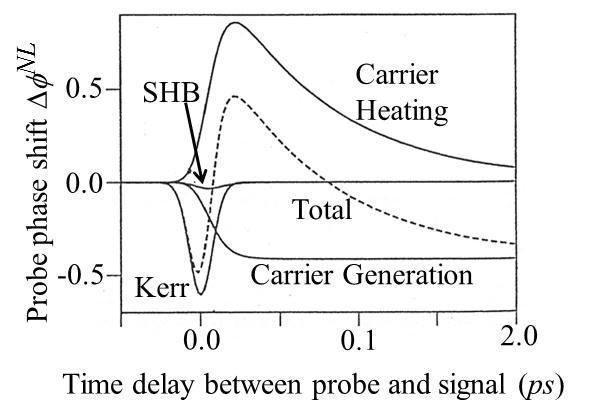 Probe phase shift Δϕ^NL
0.5
0.0
-0.5
SHB
Carrier
Heating
Total
Kerr
Carrier Generation
0.0
0.1
2.0
Time delay between probe and signal (ps)